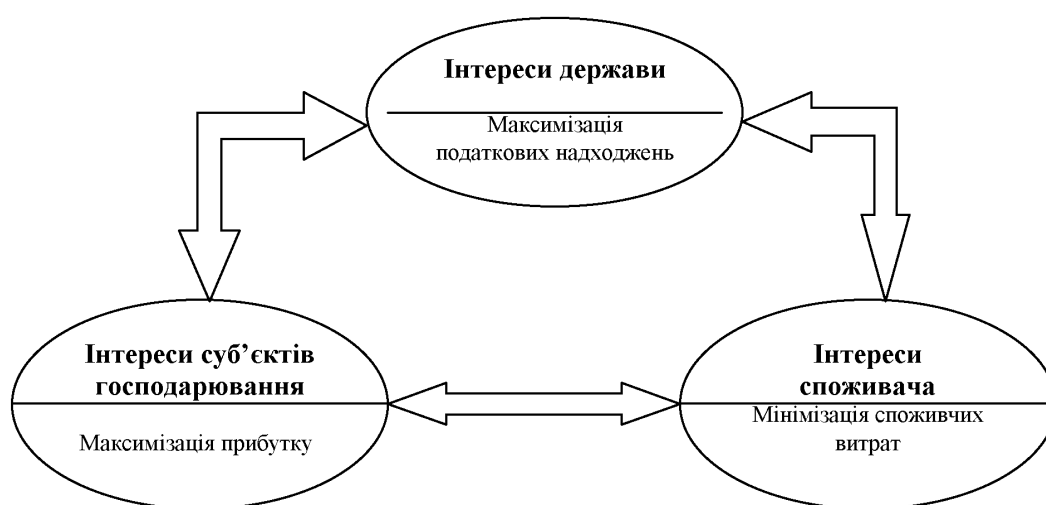 Інтереси держави
Максимізація
податкових надходжень
Інтереси суб’єктів
господарювання
Максимізація прибутку
Інтереси
споживача
Мінімізація споживчих
витрат